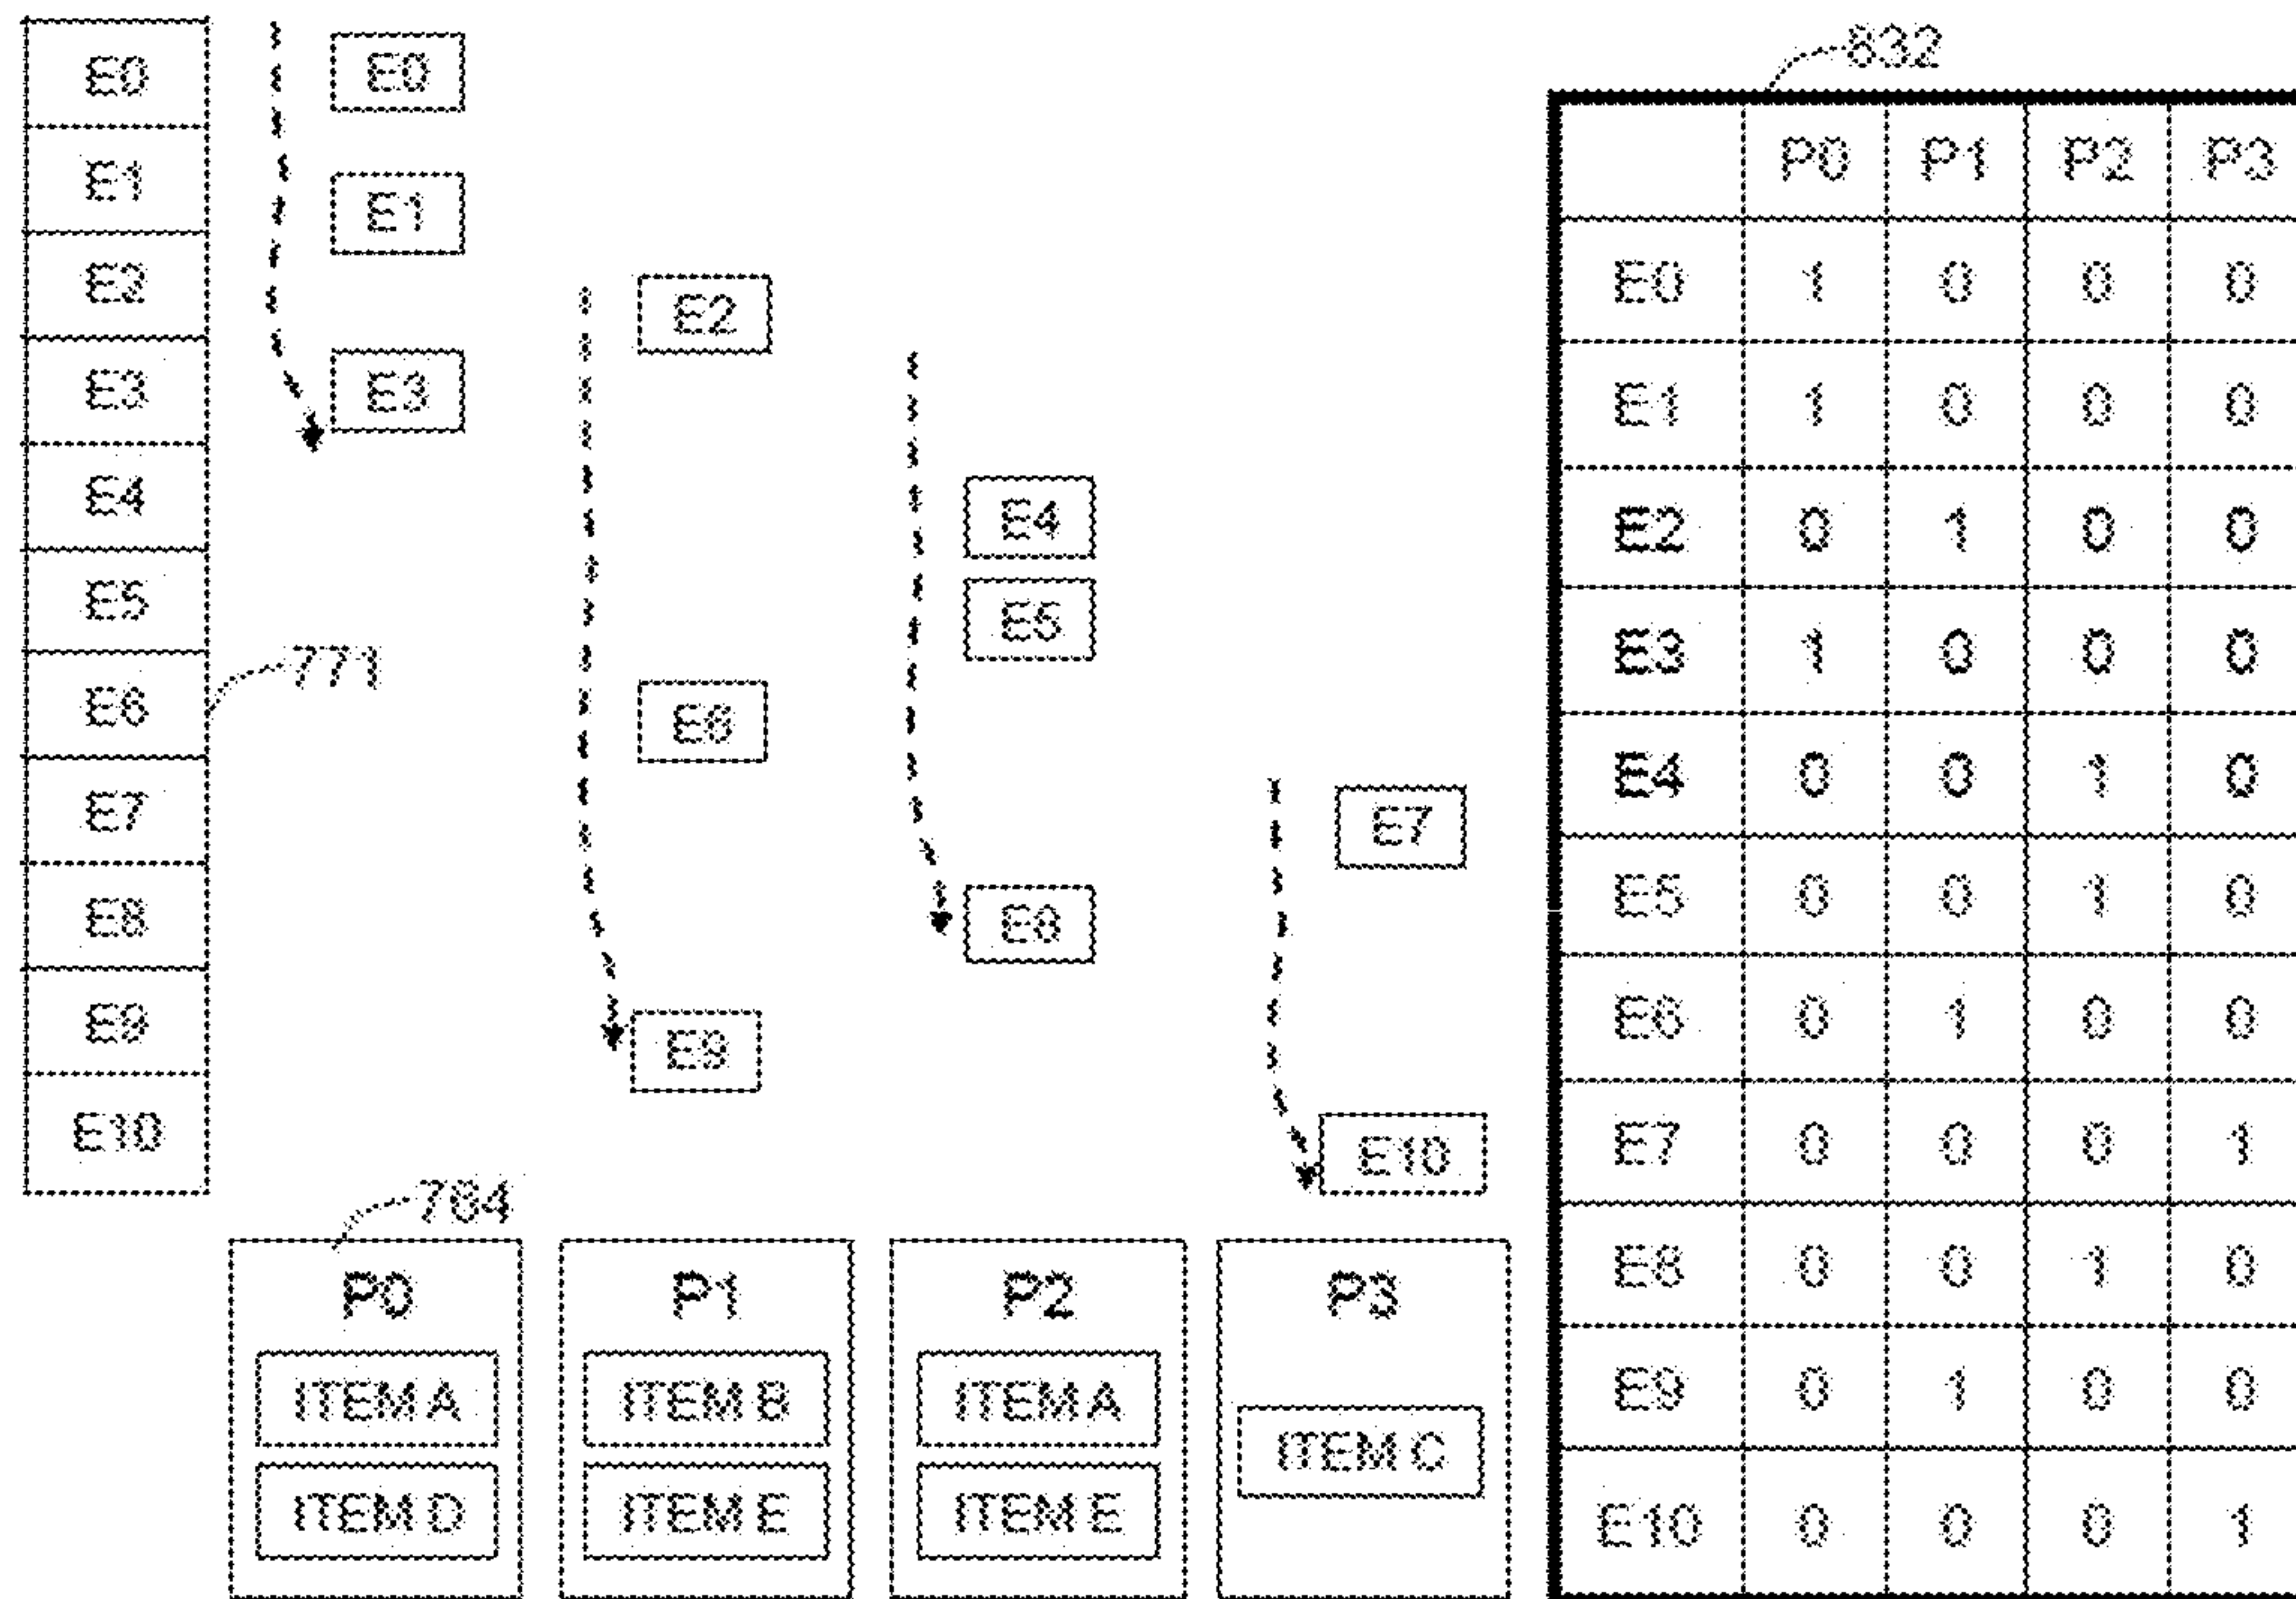 E0
E1
E2
E3
E4
E5
E6
E7
E8
E9
E10
771
E0
E1
E3
E2
E6
E9
E4
E5
E8
E7
E10
784
P0
ITEM A
ITEM D
P1
ITEM B
ITEM E
P2
ITEM A
ITEM E
P3
ITEM C
832
P0 P1 P2 P3
E0 1 0 0 0
E1 1 0 0 0
E2 0 1 0 0
E3 1 0 0 0
E4 0 0 1 0
E5 0 0 1 0
E6 0 1 0 0
E7 0 0 0 1
E8 0 0 1 0
E9 0 1 0 0
E10 0 0 0 1